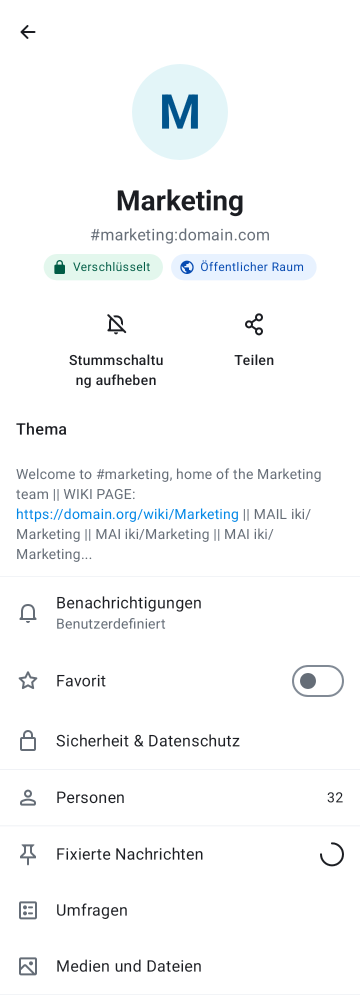 M
Marketing
#marketing:domain.com
Verschlüsselt
Öffentlicher Raum
Stummschaltu
ng aufheben
Teilen
Thema
Welcome to #marketing, home of the Marketing
team || WIKI PAGE:
https://domain.org/wiki/Marketing || MAIL iki/
Marketing || MAI iki/Marketing || MAI iki/
Marketing...
Benachrichtigungen
Benutzerdefiniert
Favorit
Sicherheit & Datenschutz
Personen 32
Fixierte Nachrichten
Umfragen
Medien und Dateien